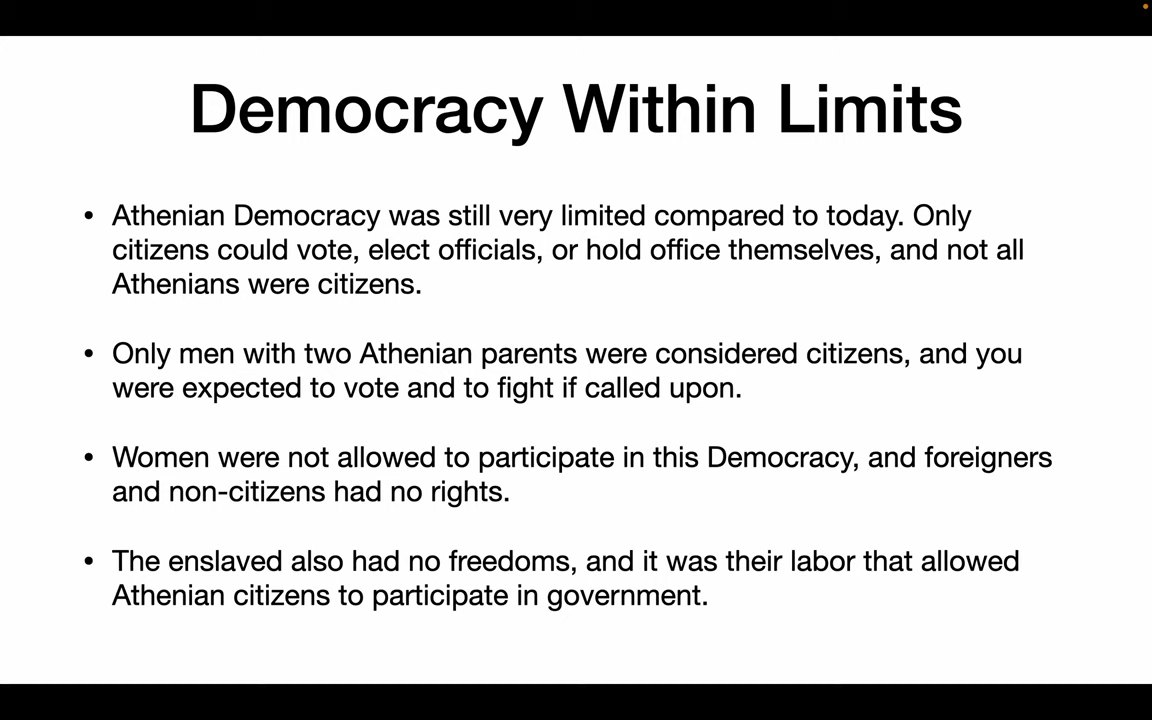 Democracy Within Limits
• Athenian Democracy was still very limited compared to today. Only
citizens could vote, elect officials, or hold office themselves, and not all
Athenians were citizens.
• Only men with two Athenian parents were considered citizens, and you
were expected to vote and to fight if called upon.
• Women were not allowed to participate in this Democracy, and foreigners
and non-citizens had no rights.
• The enslaved also had no freedoms, and it was their labor that allowed
Athenian citizens to participate in government.